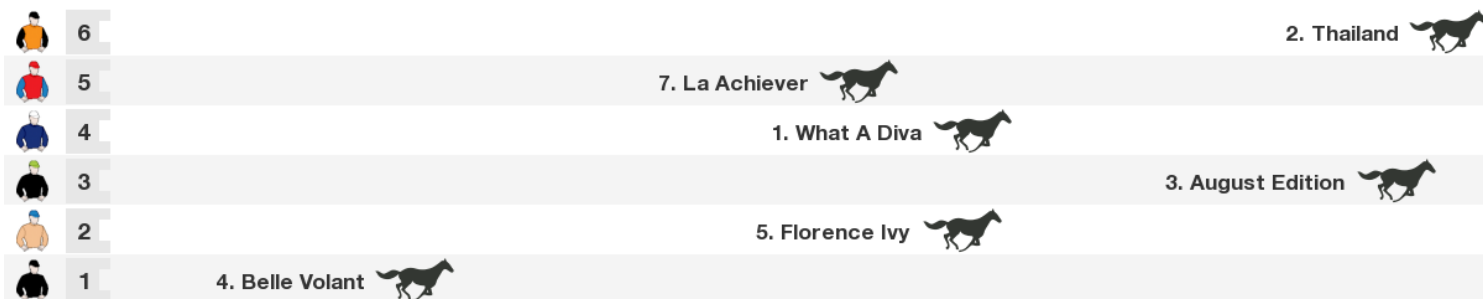 6 2. Thailand
5 7. La Achiever
4 1. What A Diva
3 3. August Edition
2 5. Florence Ivy
1 4. Belle Volant